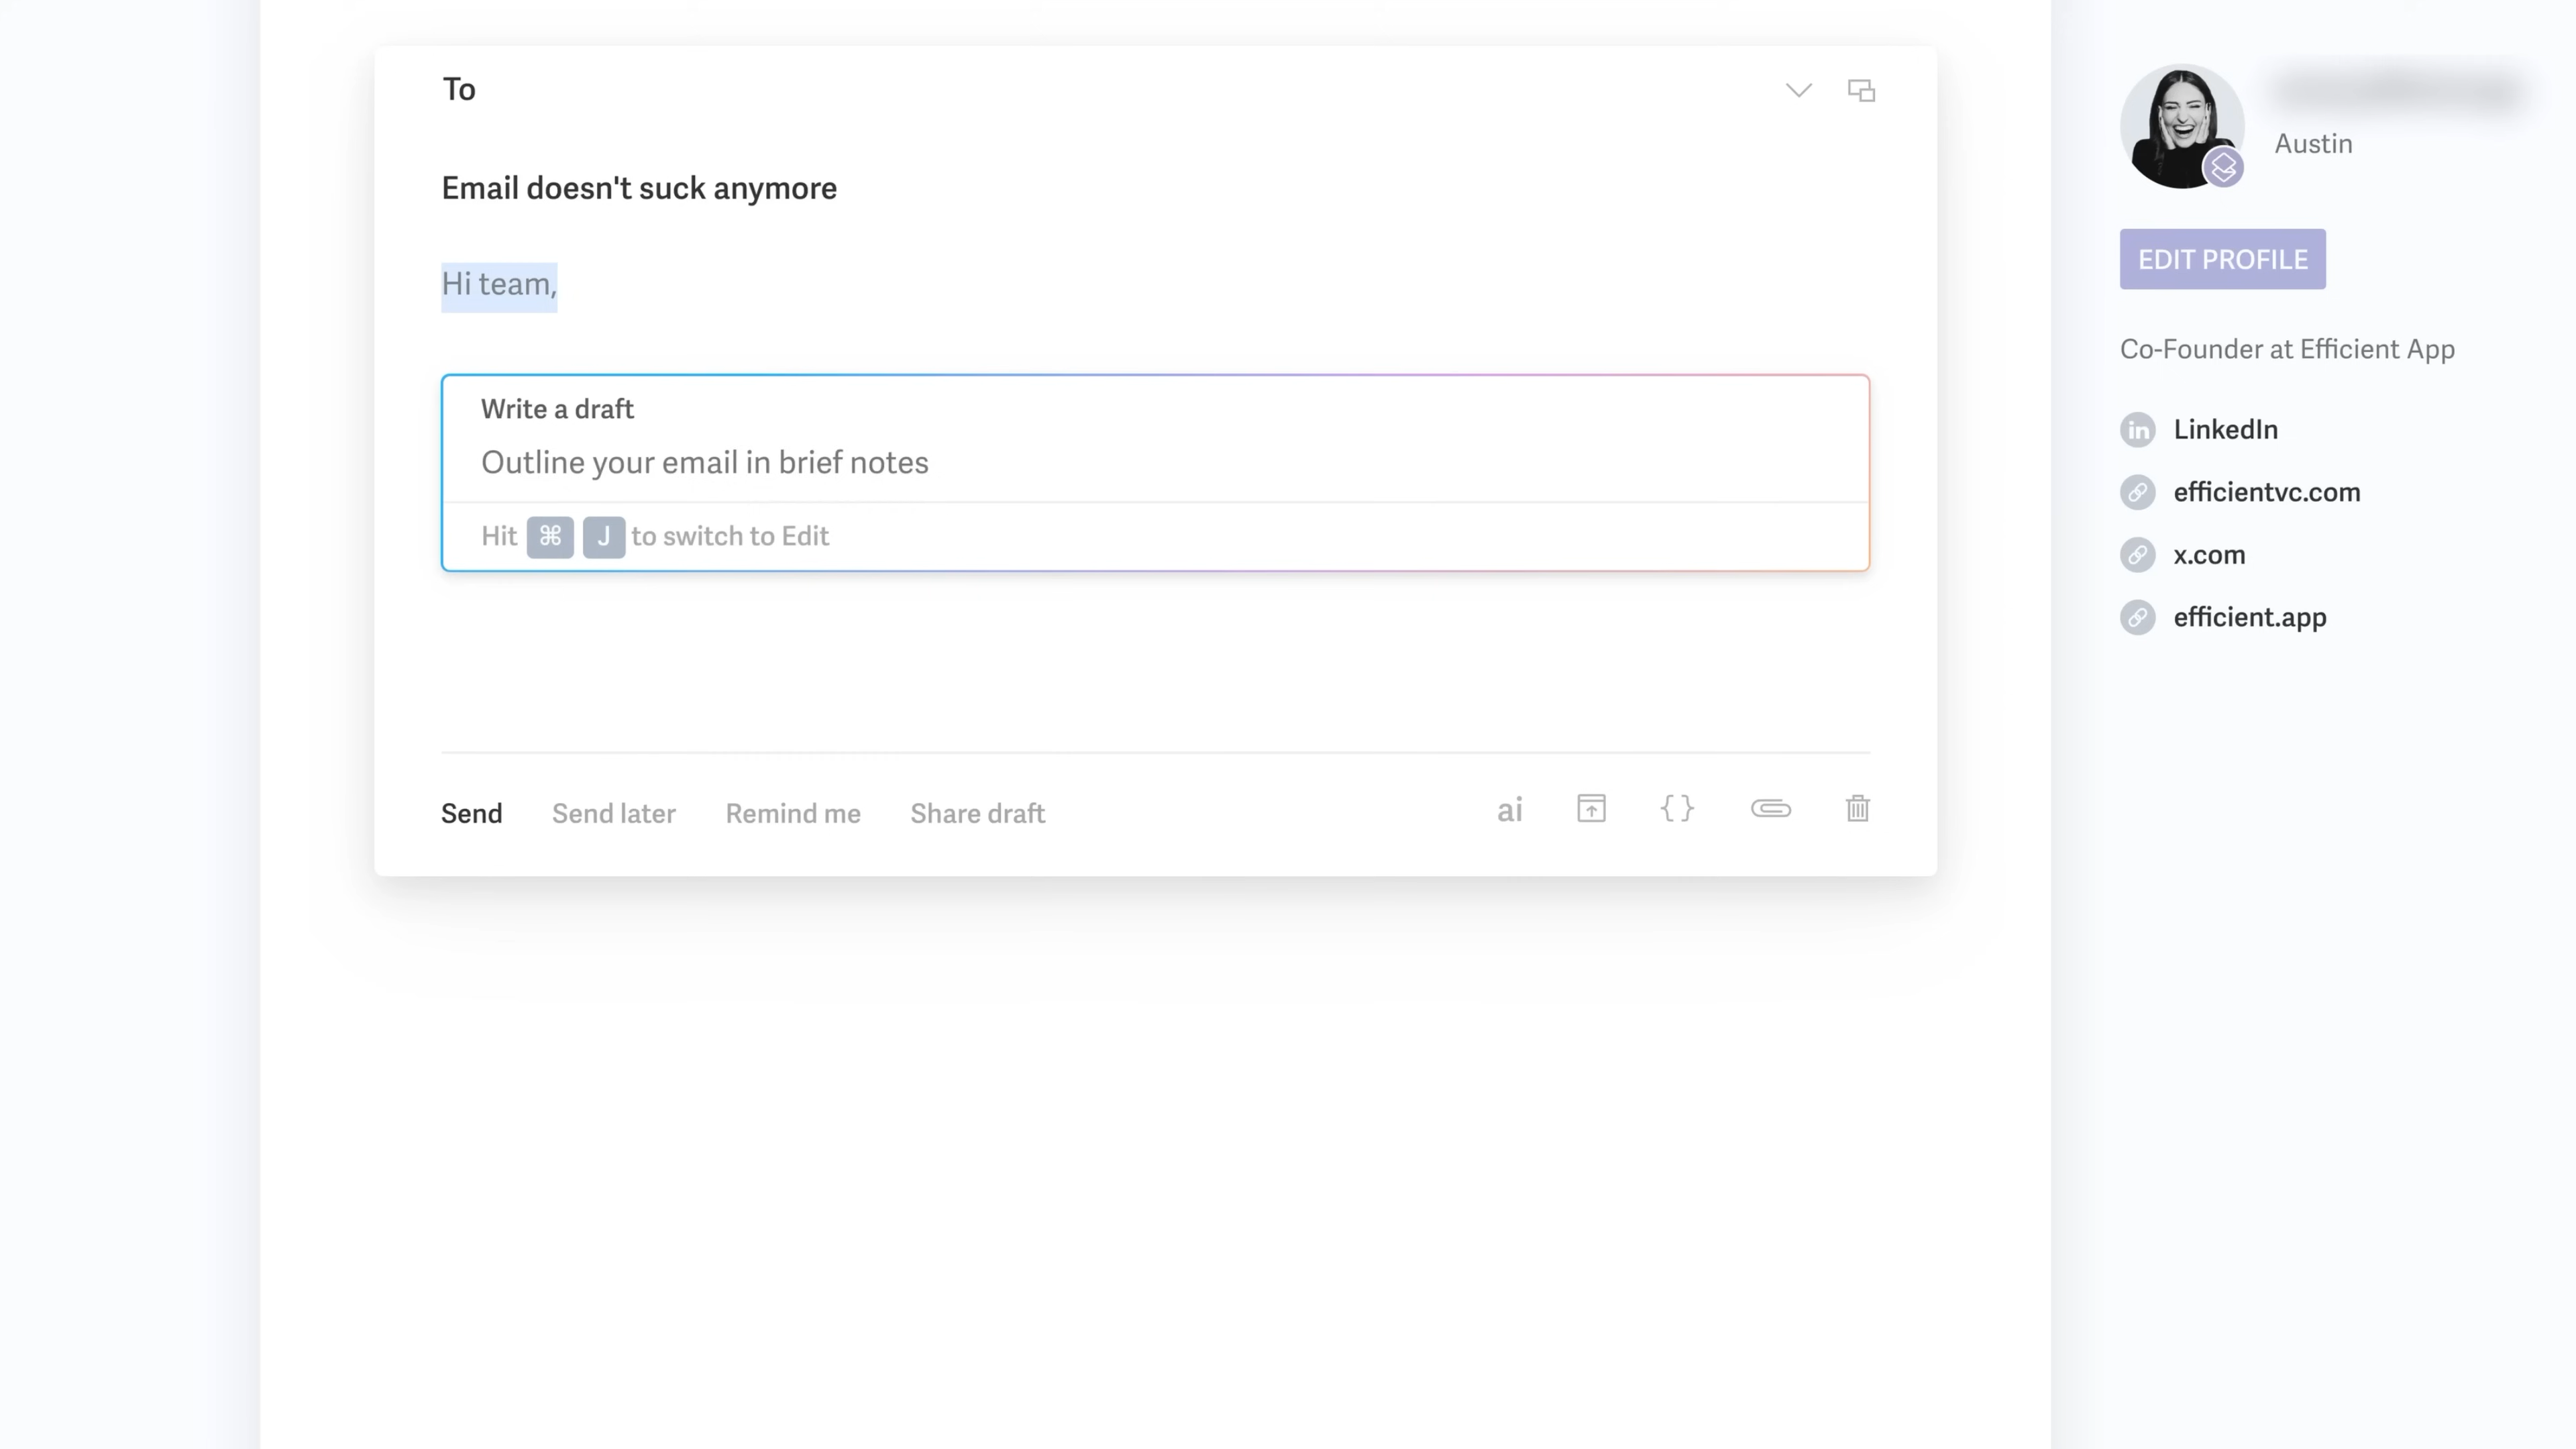 To
Email doesn't suck anymore
Hi team,
Write a draft
Outline your email in brief notes
Hit ⌘ J to switch to Edit
Send Send later Remind me Share draft ai
Austin
EDIT PROFILE
Co-Founder at Efficient App
in LinkedIn
efficientvc.com
x.com
efficient.app